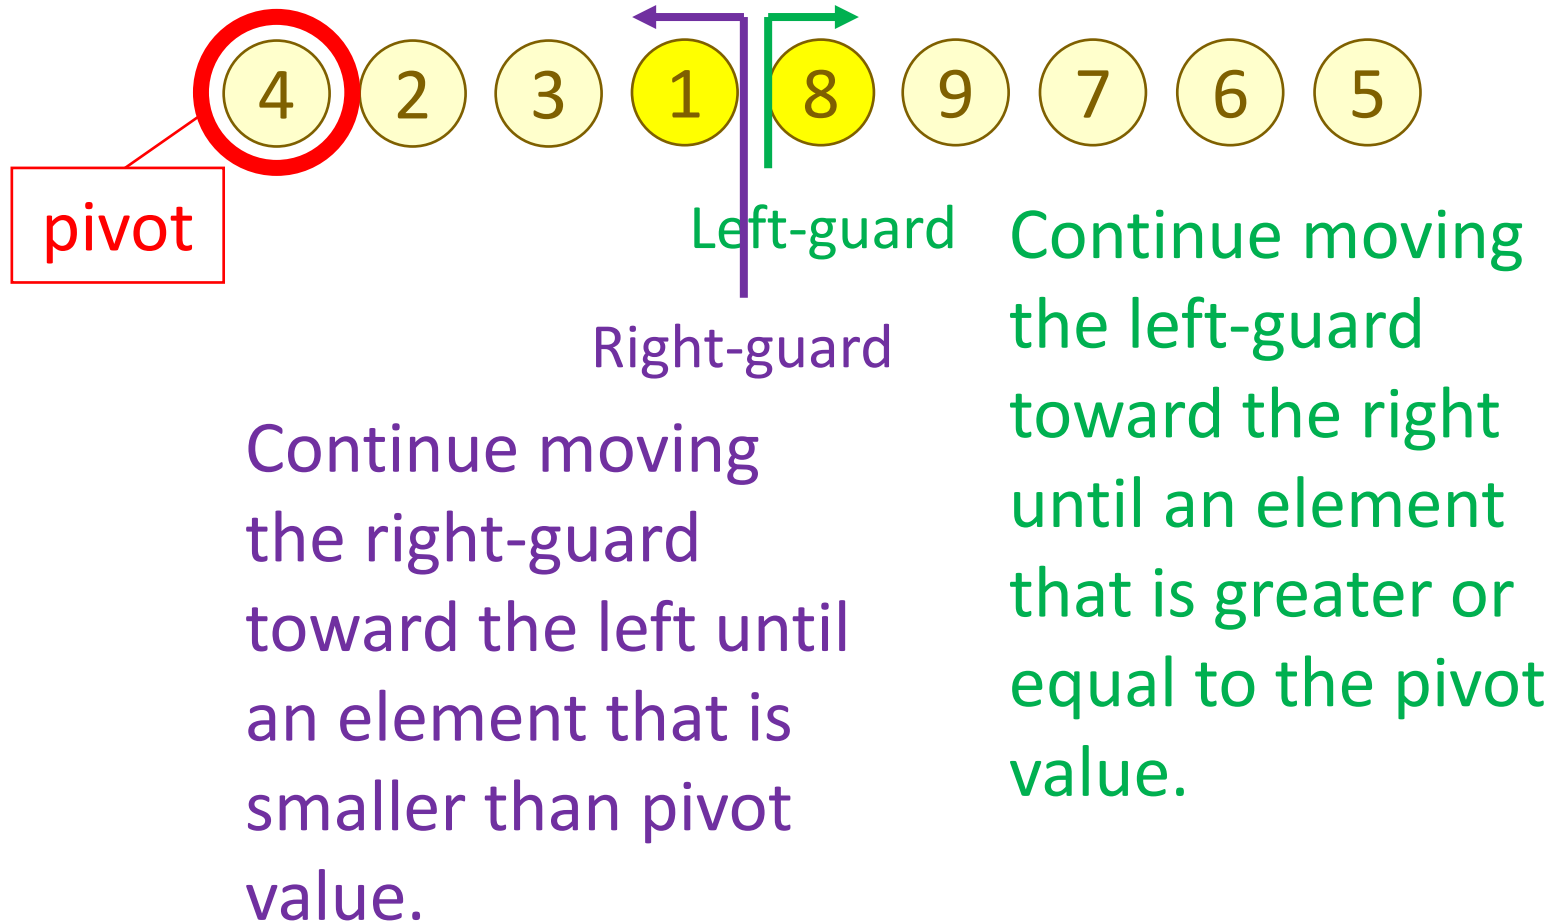 4 2 3 1 8 9 7 6 5
pivot
Left-guard
Right-guard
Continue moving
the right-guard
toward the left until
an element that is
smaller than pivot
value.
Continue moving
the left-guard
toward the right
until an element
that is greater or
equal to the pivot
value.